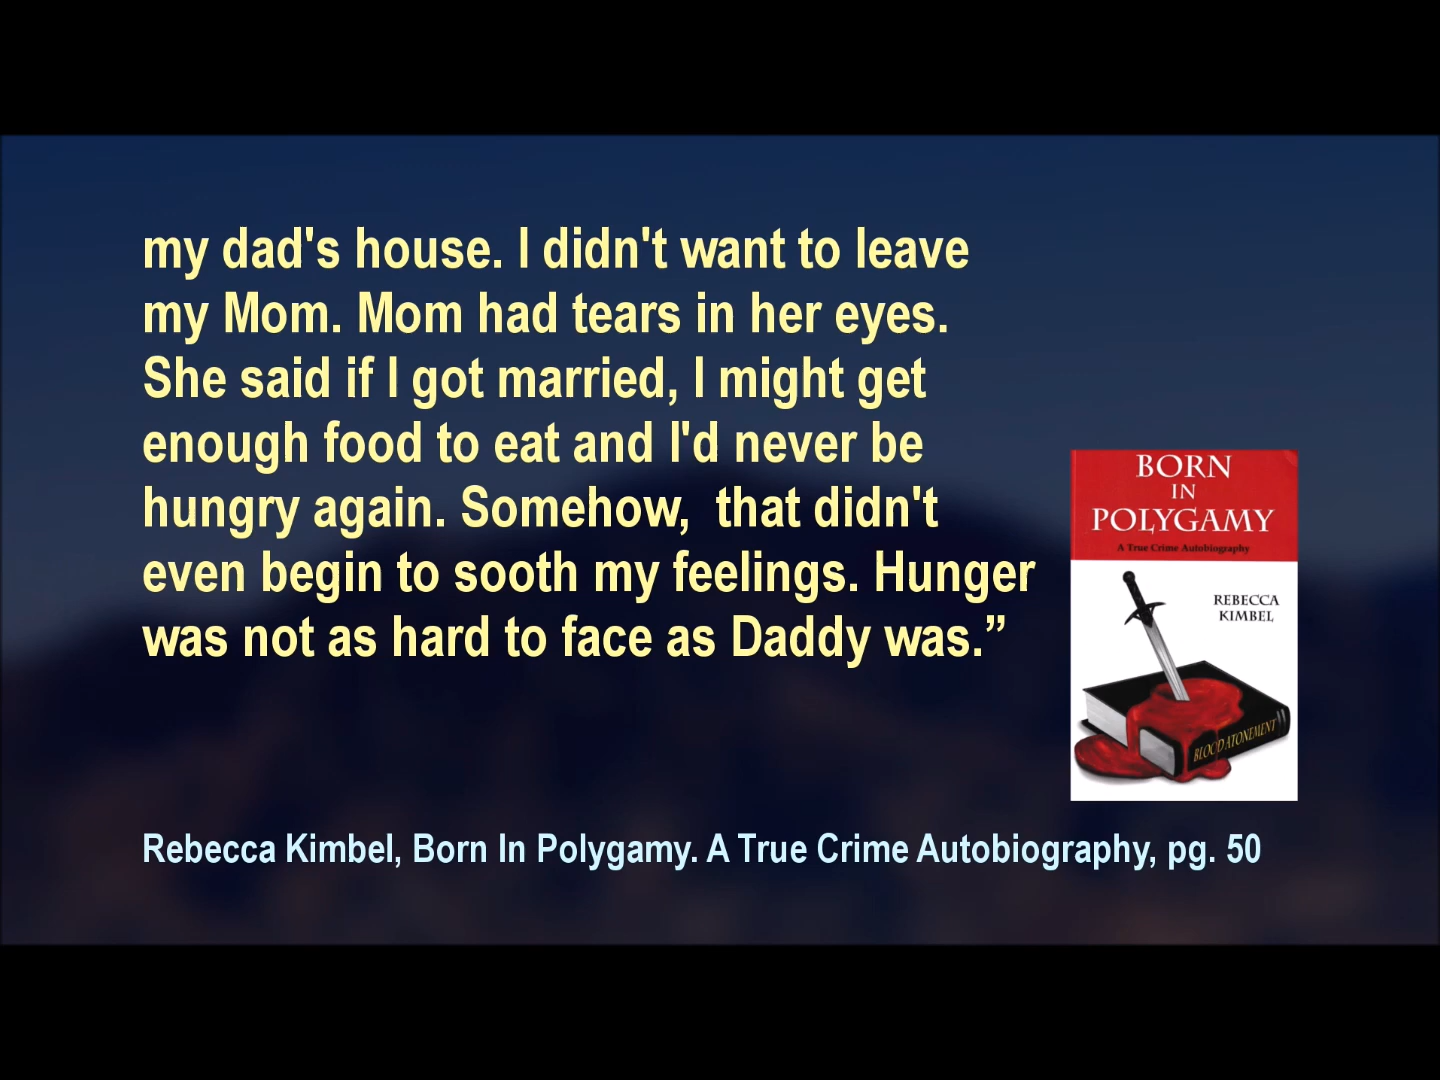 my dad's house. I didn't want to leave
my Mom. Mom had tears in her eyes.
She said if I got married, I might get
enough food to eat and I'd never be
hungry again. Somehow,  that didn't
even begin to sooth my feelings. Hunger
was not as hard to face as Daddy was.”
BORN
IN
POLYGAMY
A True Crime Autobiography
REBECCA
KIMBEL
BLOOD ATONEMENT
Rebecca Kimbel, Born In Polygamy. A True Crime Autobiography, pg. 50